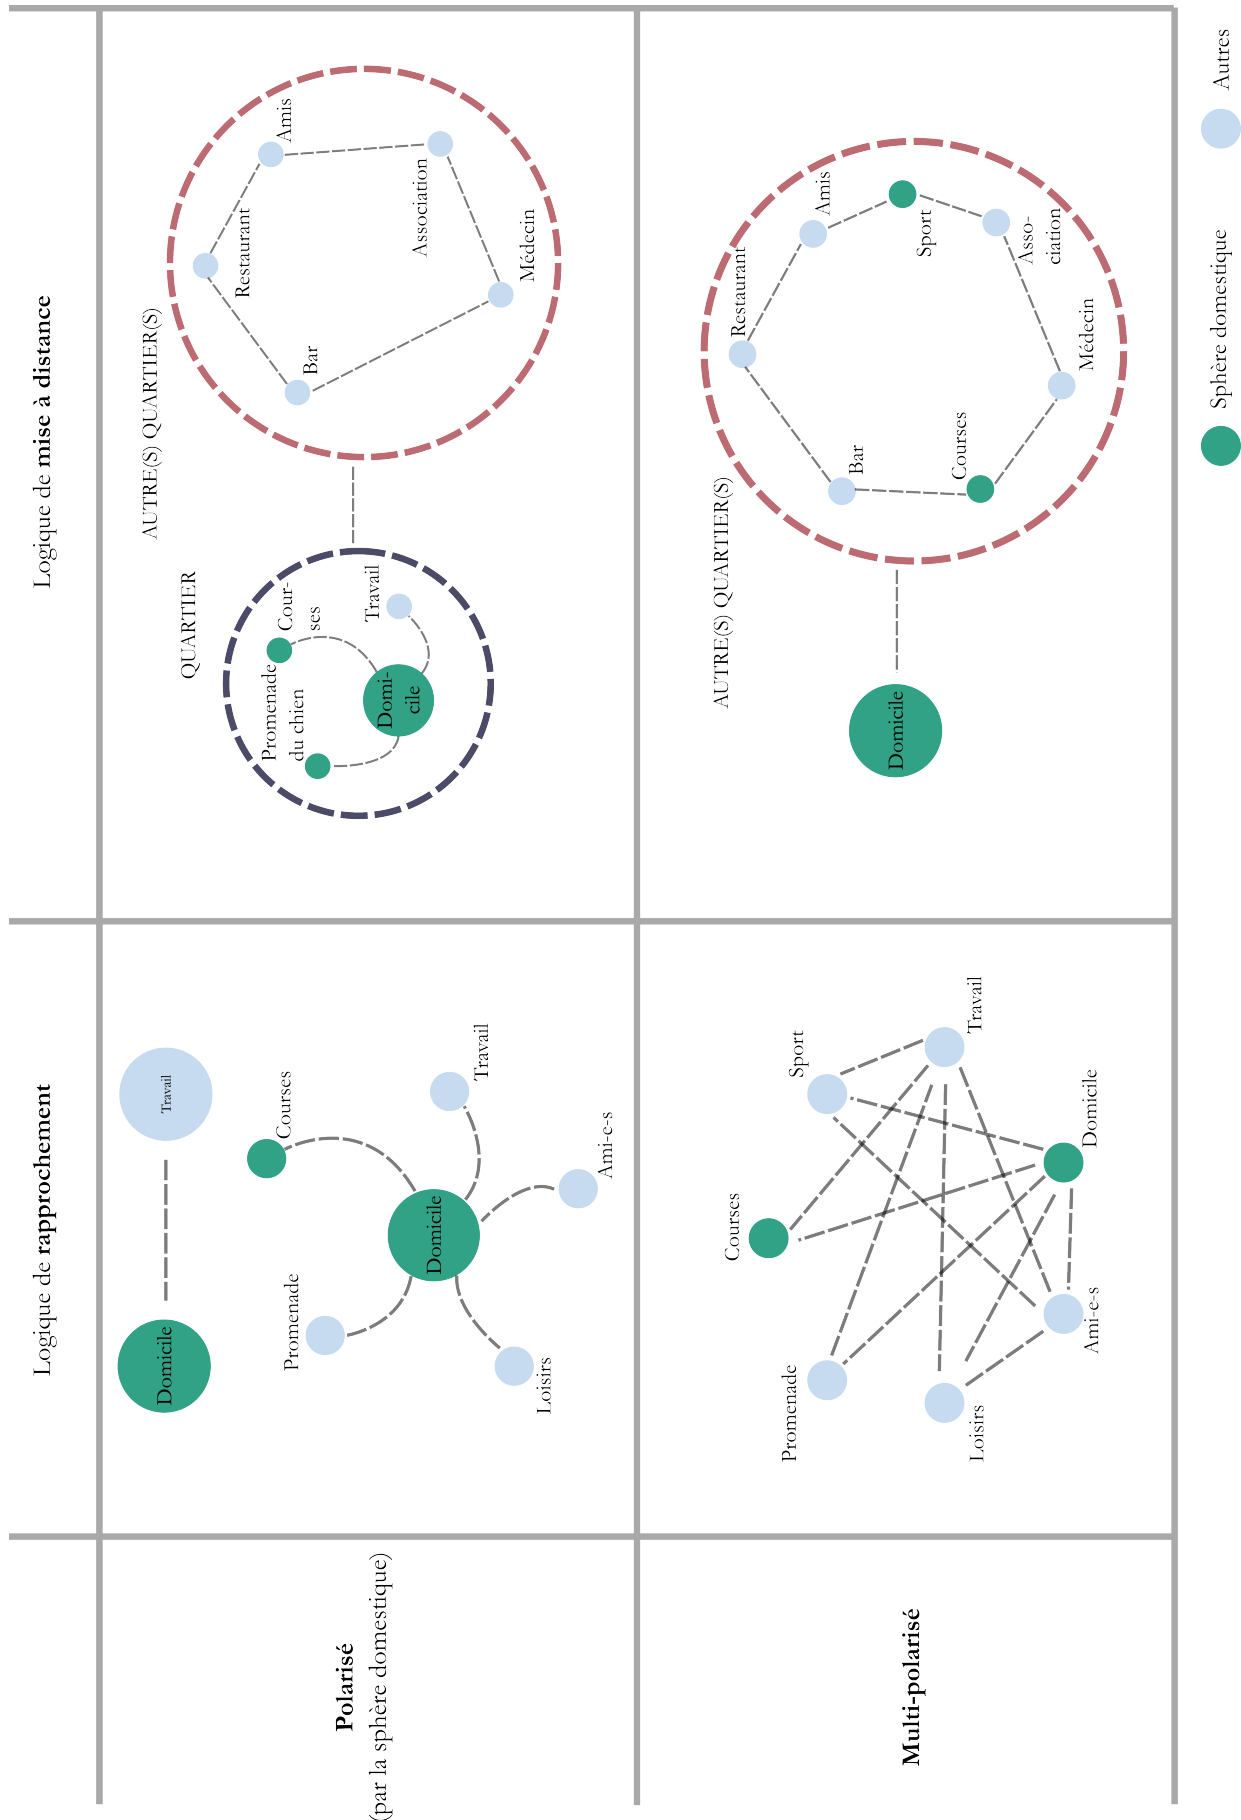 Logique de rapprochement
Logique de mise à distance
Polarisé
(par la sphère domestique)
Domicile
Travail
Courses
Promenade
Domicile
Travail
Loisirs
Ami-e-s
QUARTIER
Promenade
du chien
Cour-
ses
Domi-
cile
Travail
AUTRE(S) QUARTIER(S)
Restaurant
Amis
Bar
Association
Médecin
Multi-polarisé
Courses
Sport
Promenade
Travail
Loisirs
Domicile
Ami-e-s
Domicile
AUTRE(S) QUARTIER(S)
Restaurant
Amis
Bar
Sport
Courses
Asso-
ciation
Médecin
Sphère domestique
Autres